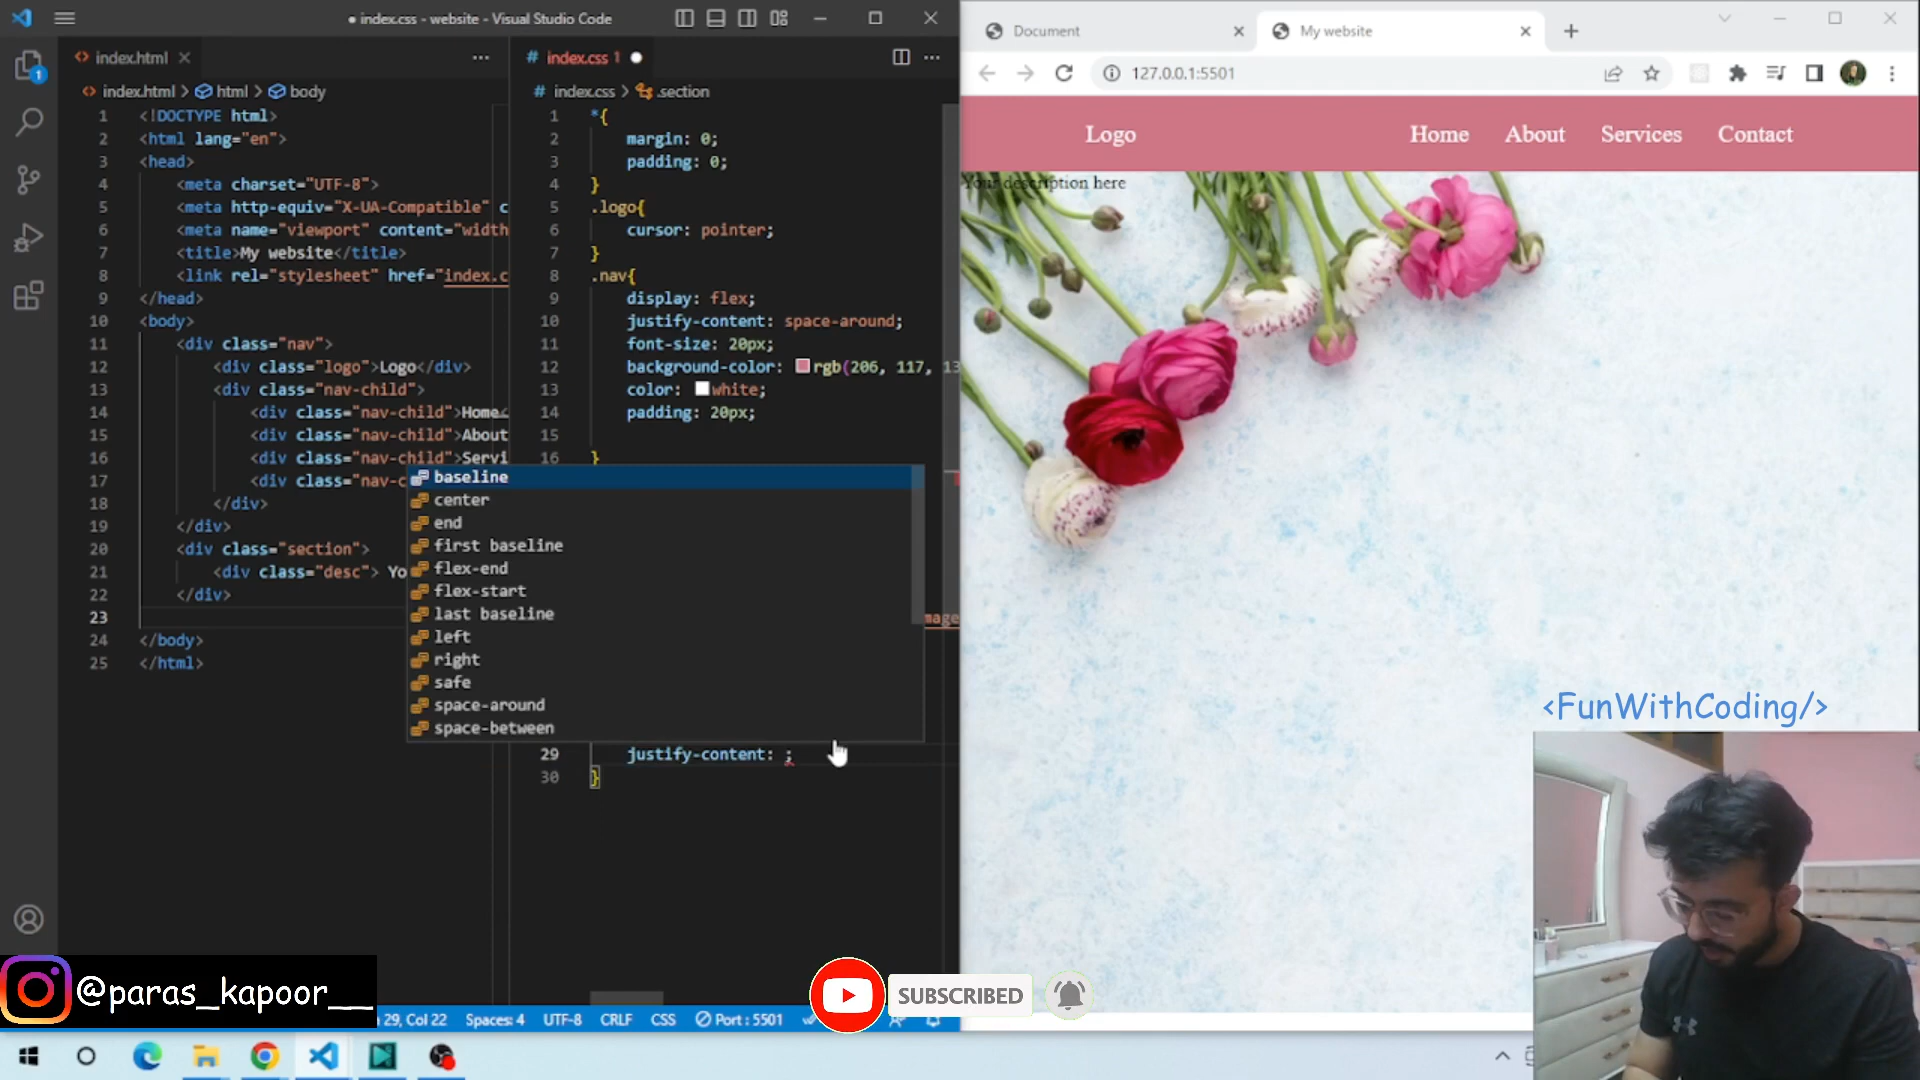 index.css - website - Visual Studio Code
index.html
index.html > html > body
1 <!DOCTYPE html>
2 <html lang="en">
3 <head>
4 <meta charset="UTF-8">
5 <meta http-equiv="X-UA-Compatible" c
6 <meta name="viewport" content="width
7 <title>My website</title>
8 <link rel="stylesheet" href="index.c
9 </head>
10 <body>
11 <div class="nav">
12 <div class="logo">Logo</div>
13 <div class="nav-child">
14 <div class="nav-child">Home<
15 <div class="nav-child">About
16 <div class="nav-child">Servi
17 <div class="nav-c
18 </div>
19 </div>
20 <div class="section">
21 <div class="desc"> Yo
22 </div>
23
24 </body>
25 </html>
# index.css 1
# index.css > .section
1 *{
2 margin: 0;
3 padding: 0;
4 }
5 .logo{
6 cursor: pointer;
7 }
8 .nav{
9 display: flex;
10 justify-content: space-around;
11 font-size: 20px;
12 background-color: rgb(206, 117, 13
13 color: white;
14 padding: 20px;
15
16 }
baseline
center
end
first baseline
flex-end
flex-start
last baseline
left
right
safe
space-around
space-between
mage
29 justify-content: ;
30 }
Document
My website
127.0.0.1:5501
Logo Home About Services Contact
Your description here
<FunWithCoding/>
@paras_kapoor__
SUBSCRIBED
29, Col 22 Spaces: 4 UTF-8 CRLF CSS Port : 5501